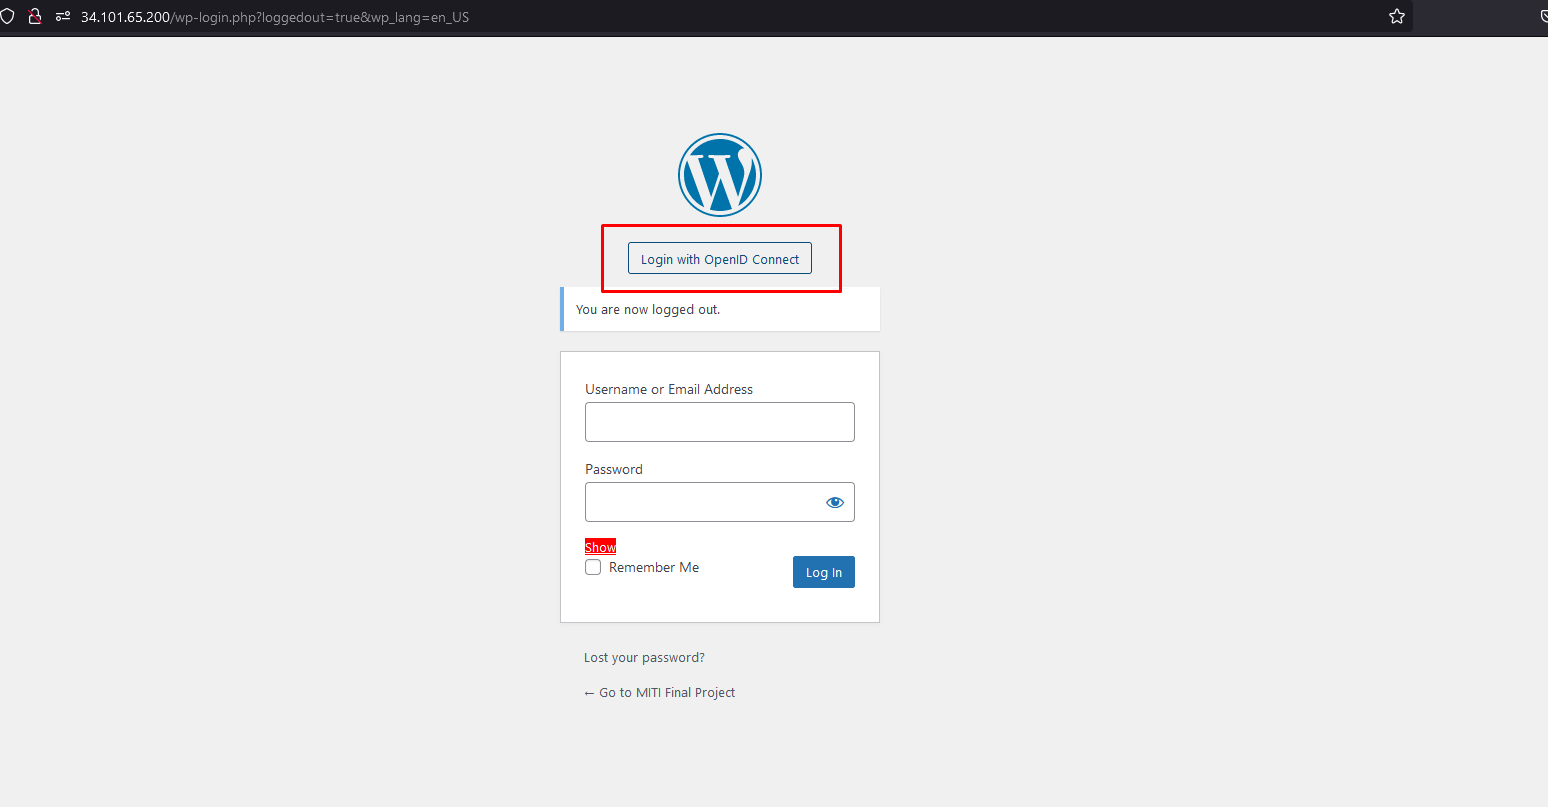 34.101.65.200/wp-login.php?loggedout=true&wp_lang=en_US
Login with OpenID Connect
You are now logged out.
Username or Email Address
Password
Show
Remember Me
Log In
Lost your password?
← Go to MITI Final Project